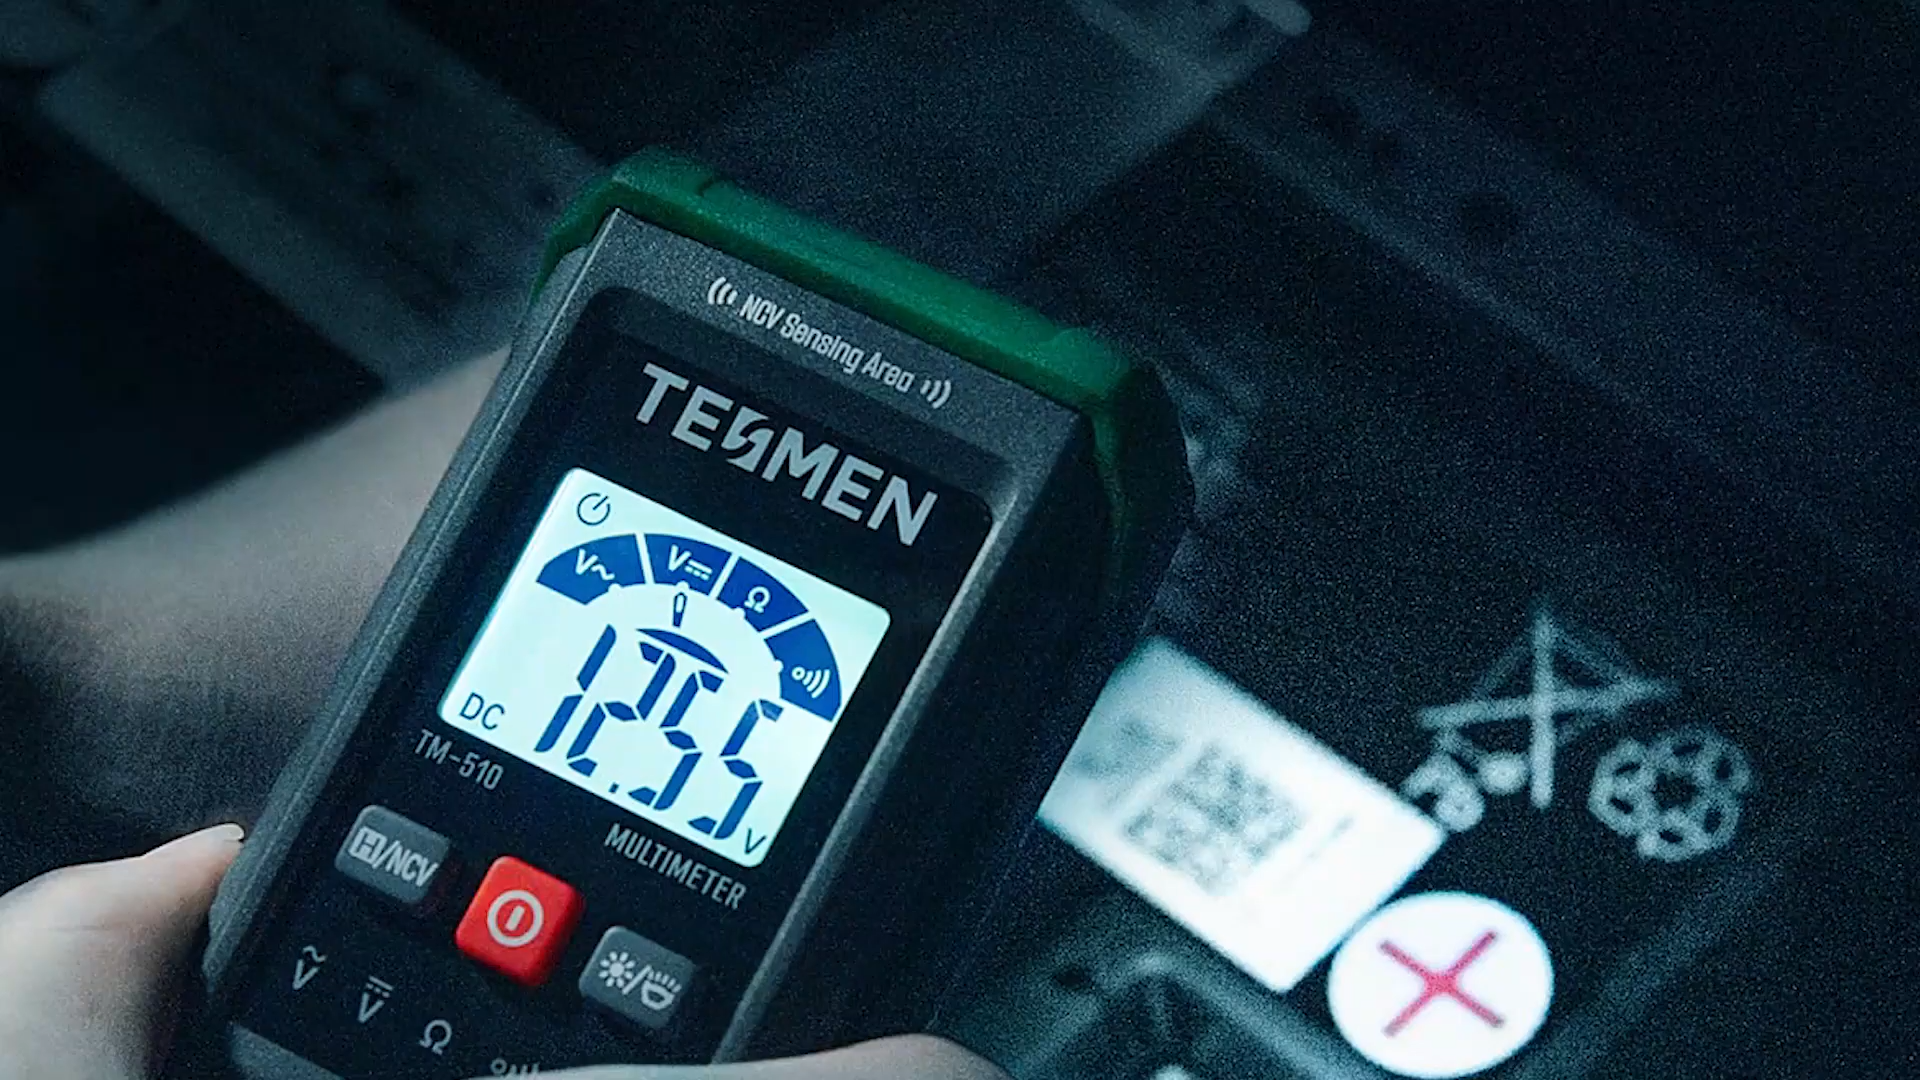 NCV Sensing Area
TESMEN
V~ V⎓ Ω
12.55
DC
V
TM-510
MULTIMETER
H/NCV
Ṽ V Ω